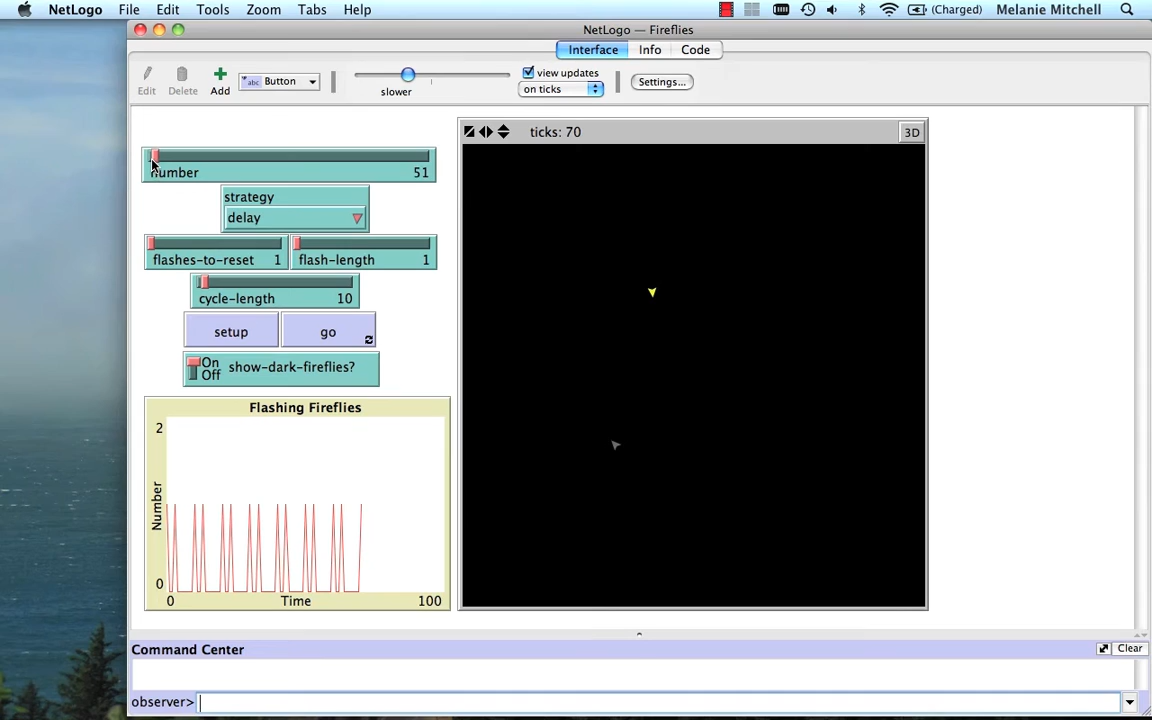 NetLogo File Edit Tools Zoom Tabs Help (Charged) Melanie Mitchell
NetLogo — Fireflies
Interface Info Code
Edit Delete Add abc Button slower view updates on ticks Settings...
ticks: 70 3D
number 51
strategy
delay
flashes-to-reset 1 flash-length 1
cycle-length 10
setup go
On
Off show-dark-fireflies?
Flashing Fireflies
2
Number
0
0 Time 100
Command Center Clear
observer>